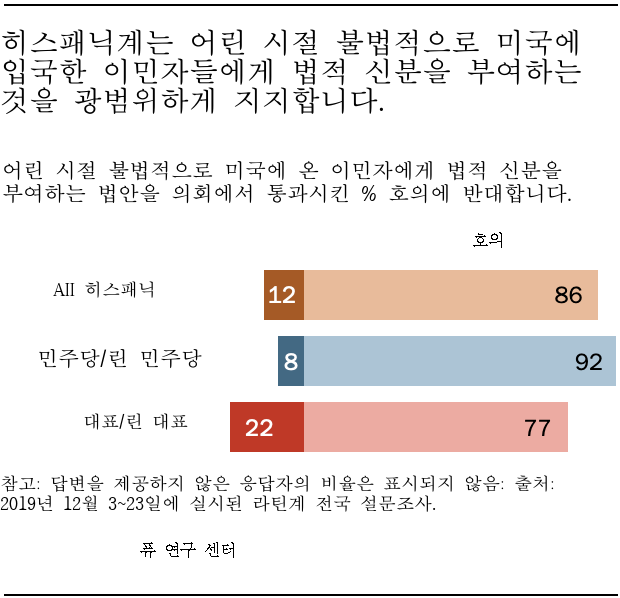 히스패닉계는 어린 시절 불법적으로 미국에
입국한 이민자들에게 법적 신분을 부여하는
것을 광범위하게 지지합니다.
어린 시절 불법적으로 미국에 온 이민자에게 법적 신분을
부여하는 법안을 의회에서 통과시킨 % 호의에 반대합니다.
호의
All 히스패닉 12 86
민주당/린 민주당 8 92
대표/린 대표 22 77
참고: 답변을 제공하지 않은 응답자의 비율은 표시되지 않음: 출처:
2019년 12월 3~23일에 실시된 라틴계 전국 설문조사.
퓨 연구 센터